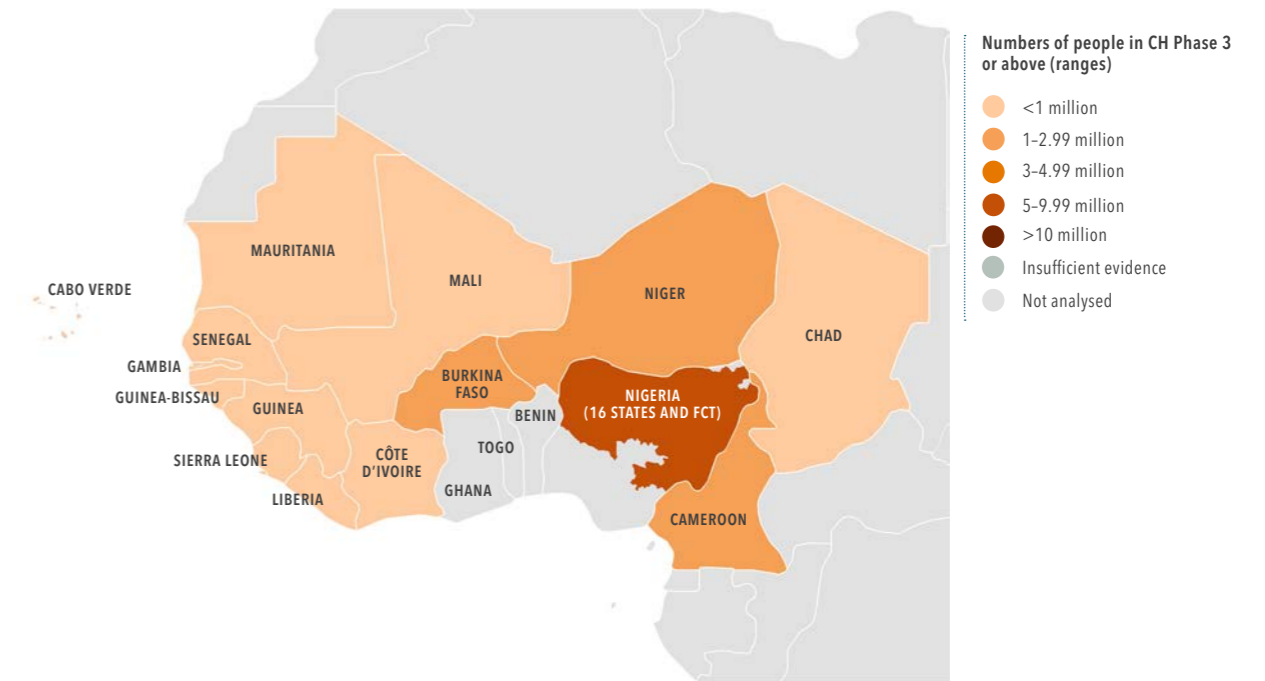 Numbers of people in CH Phase 3
or above (ranges)
<1 million
1–2.99 million
3–4.99 million
5–9.99 million
>10 million
Insufficient evidence
Not analysed
MAURITANIA
MALI
CABO VERDE
NIGER
CHAD
SENEGAL
GAMBIA
BURKINA
FASO
GUINEA-BISSAU
GUINEA
NIGERIA
(16 STATES AND FCT)
BENIN
TOGO
CÔTE
D'IVOIRE
SIERRA LEONE
GHANA
LIBERIA
CAMEROON